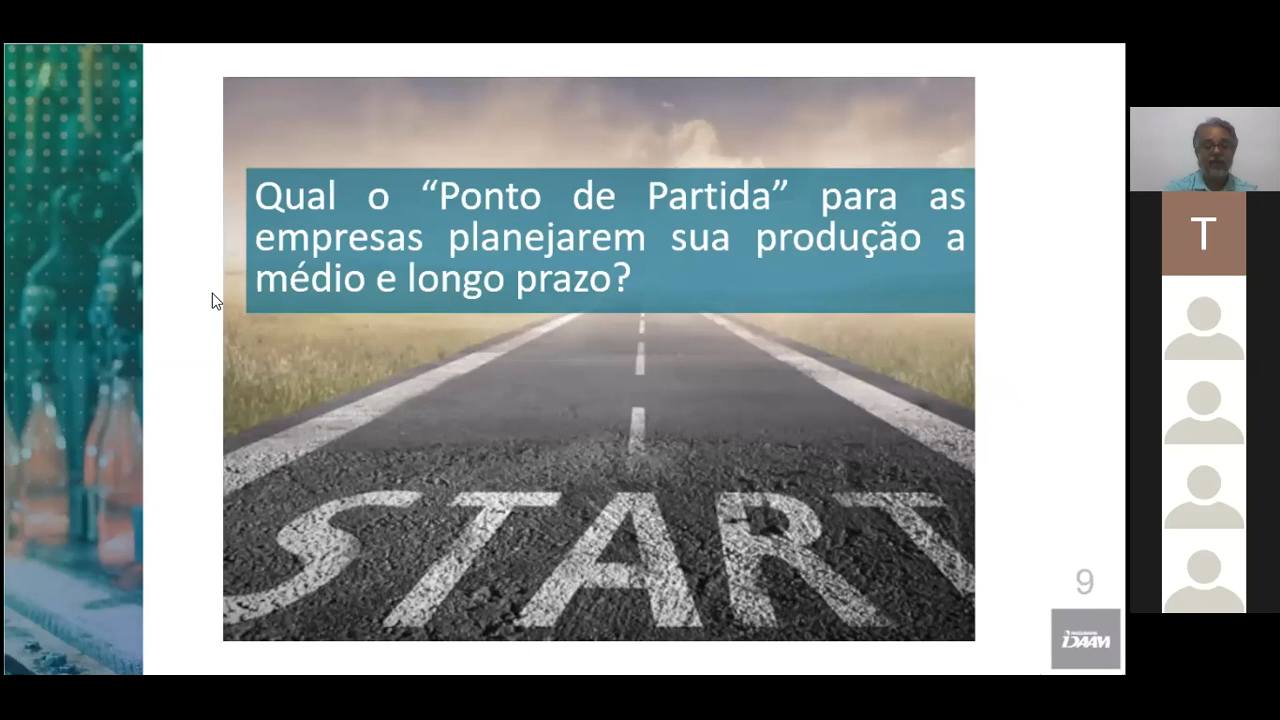 Qual o “Ponto de Partida” para as
empresas planejarem sua produção a
médio e longo prazo?
START
9
T